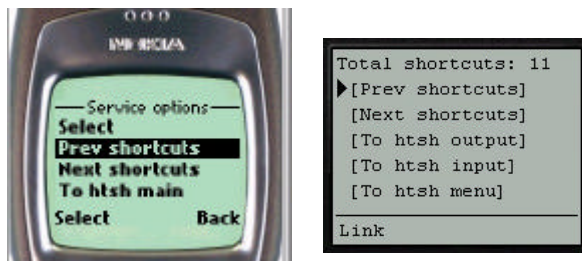 NOKIA
Service options
Select
Prev shortcuts
Next shortcuts
To htsh main
Select Back
Total shortcuts: 11
[Prev shortcuts]
[Next shortcuts]
[To htsh output]
[To htsh input]
[To htsh menu]
Link